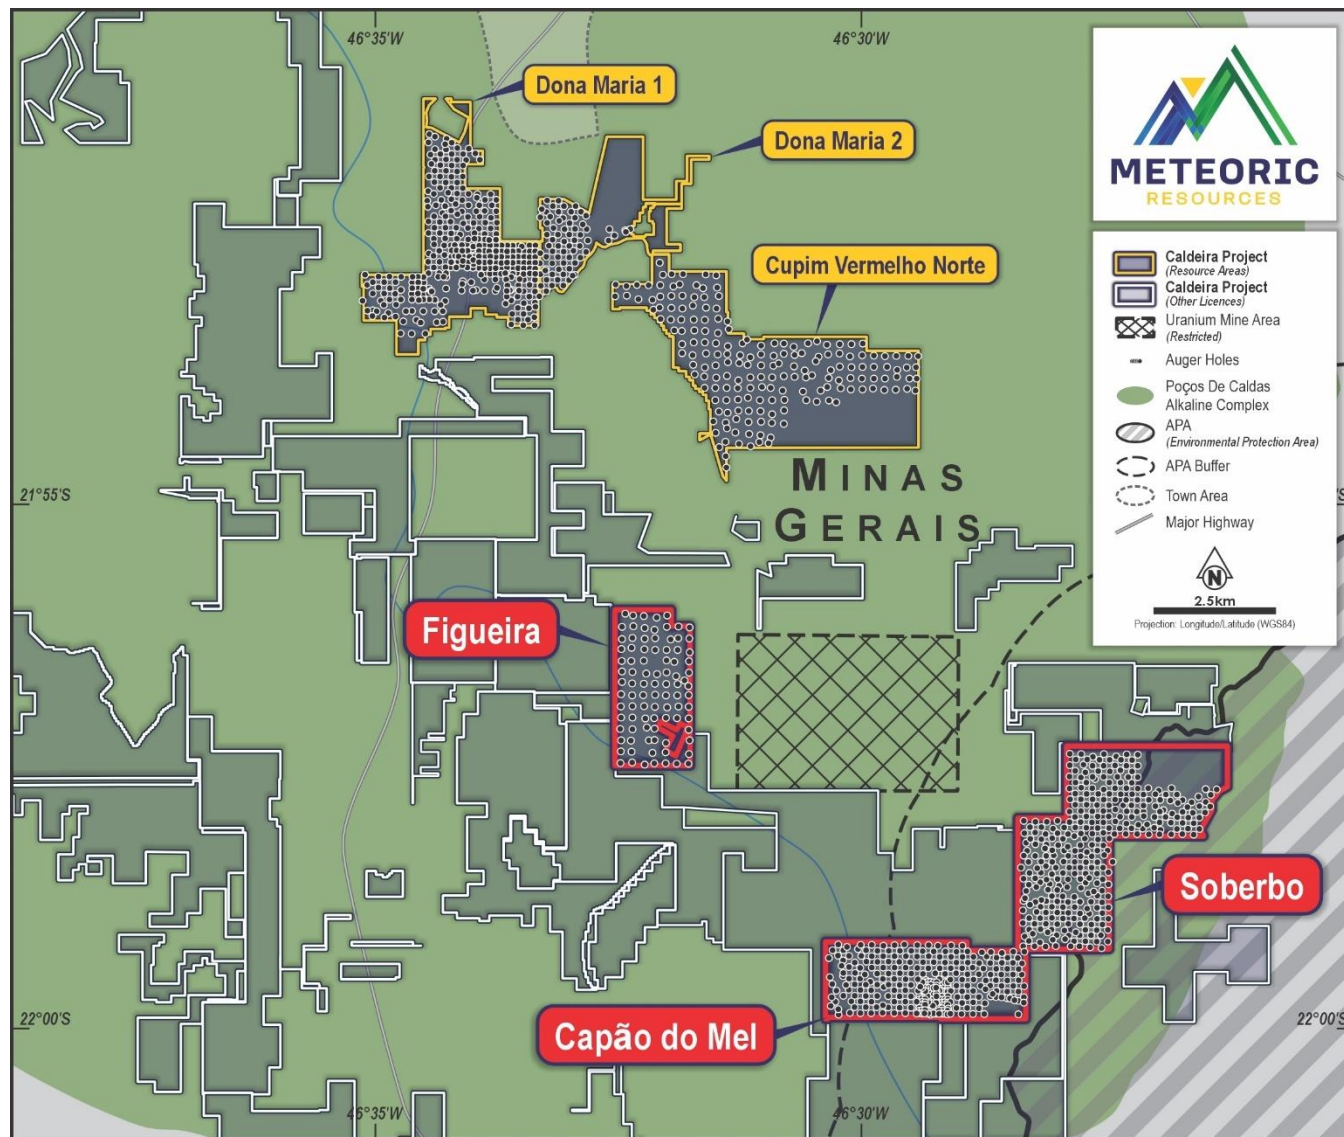 46°35'W
46°30'W
Dona Maria 1
Dona Maria 2
Cupim Vermelho Norte
METEORIC
RESOURCES
Caldeira Project
(Resource Areas)
Caldeira Project
(Other Licences)
Uranium Mine Area
(Restricted)
Auger Holes
Poços De Caldas
Alkaline Complex
APA
(Environmental Protection Area)
APA Buffer
Town Area
Major Highway
N
2.5km
Projection: Longitude/Latitude (WGS84)
21°55'S
MINAS
GERAIS
Figueira
Soberbo
Capão do Mel
22°00'S
22°00'S
46°35'W
46°30'W